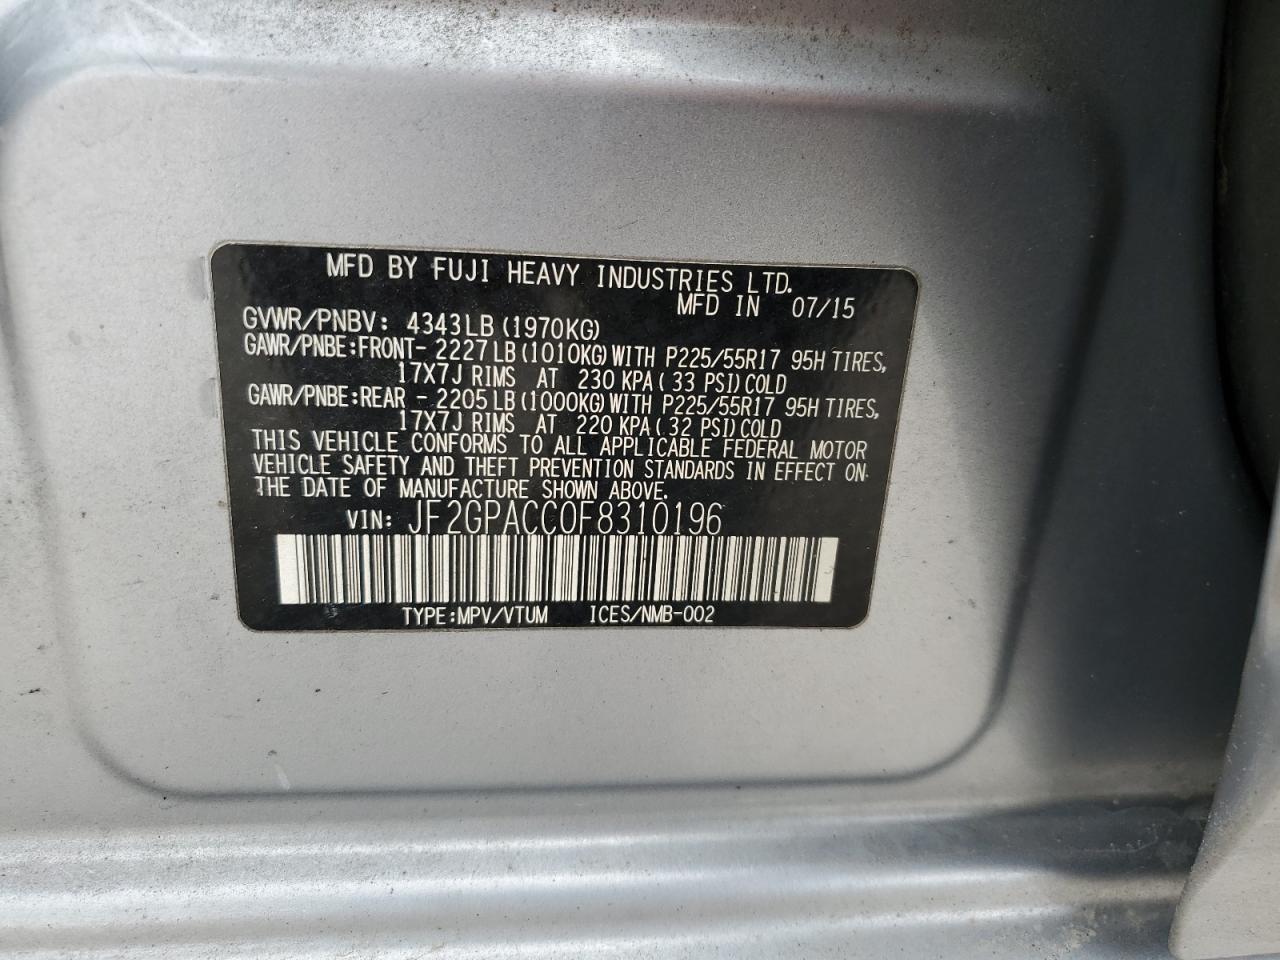 MFD BY FUJI HEAVY INDUSTRIES LTD.
MFD IN 07/15
GVWR/PNBV: 4343LB(1970KG)
GAWR/PNBE:FRONT- 2227LB(1010KG)WITH P225/55R17 95H TIRES,
17X7J RIMS AT 230 KPA( 33 PSI)COLD
GAWR/PNBE:REAR - 2205LB(1000KG)WITH P225/55R17 95H TIRES,
17X7J RIMS AT 220 KPA( 32 PSI)COLD
THIS VEHICLE CONFORMS TO ALL APPLICABLE FEDERAL MOTOR
VEHICLE SAFETY AND THEFT PREVENTION STANDARDS IN EFFECT ON
THE DATE OF MANUFACTURE SHOWN ABOVE.
VIN: JF2GPACC0F8310196
TYPE:MPV/VTUM ICES/NMB-002